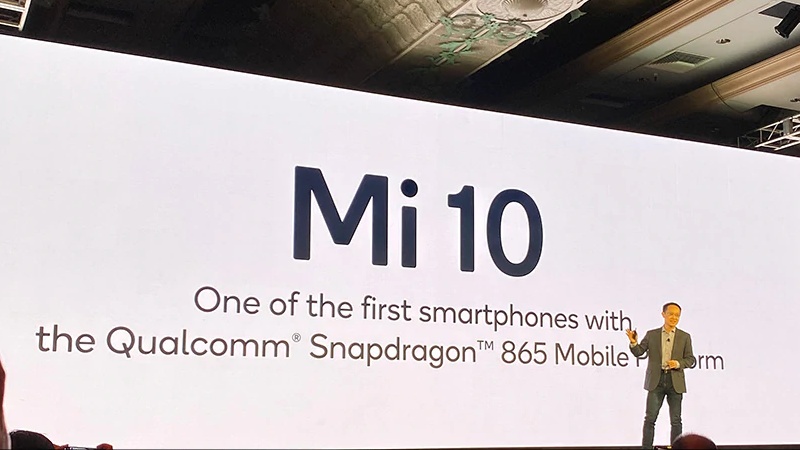 Mi 10
One of the first smartphones with
the Qualcomm® Snapdragon™ 865 Mobile